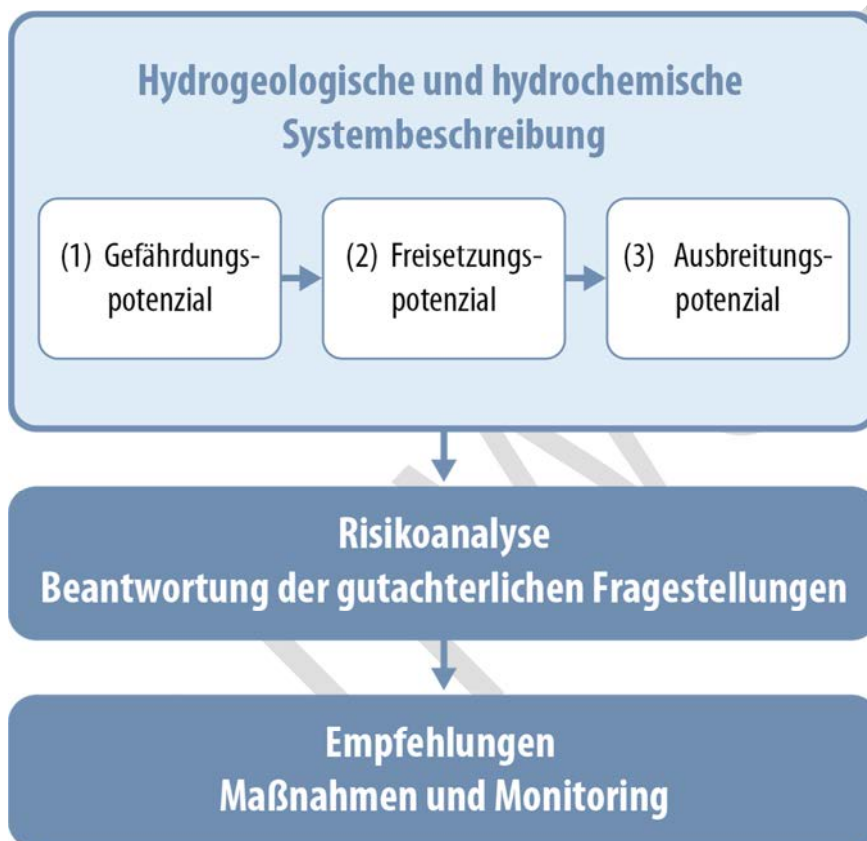 Hydrogeologische und hydrochemische
Systembeschreibung
(1) Gefährdungs-
potenzial
(2) Freisetzungs-
potenzial
(3) Ausbreitungs-
potenzial
Risikoanalyse
Beantwortung der gutachterlichen Fragestellungen
Empfehlungen
Maßnahmen und Monitoring